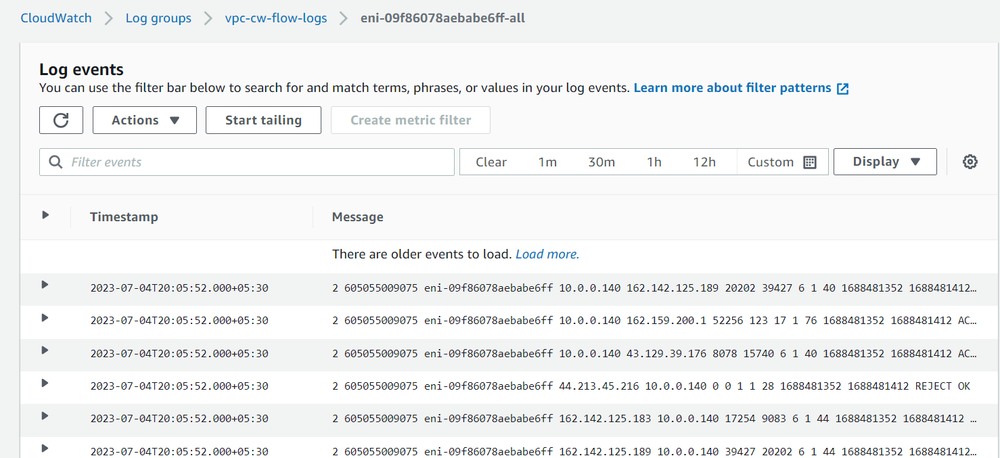 CloudWatch > Log groups > vpc-cw-flow-logs > eni-09f86078aebabe6ff-all
Log events
You can use the filter bar below to search for and match terms, phrases, or values in your log events. Learn more about filter patterns
Actions Start tailing Create metric filter
Filter events Clear 1m 30m 1h 12h Custom Display
Timestamp Message
There are older events to load. Load more.
2023-07-04T20:05:52.000+05:30 2 605055009075 eni-09f86078aebabe6ff 10.0.0.140 162.142.125.189 20202 39427 6 1 40 1688481352 1688481412…
2023-07-04T20:05:52.000+05:30 2 605055009075 eni-09f86078aebabe6ff 10.0.0.140 162.159.200.1 52256 123 17 1 76 1688481352 1688481412 AC…
2023-07-04T20:05:52.000+05:30 2 605055009075 eni-09f86078aebabe6ff 10.0.0.140 43.129.39.176 8078 15740 6 1 40 1688481352 1688481412 AC…
2023-07-04T20:05:52.000+05:30 2 605055009075 eni-09f86078aebabe6ff 44.213.45.216 10.0.0.140 0 0 1 1 28 1688481352 1688481412 REJECT OK
2023-07-04T20:05:52.000+05:30 2 605055009075 eni-09f86078aebabe6ff 162.142.125.183 10.0.0.140 17254 9083 6 1 44 1688481352 1688481412 …
2023-07-04T20:05:52.000+05:30 2 605055009075 eni-09f86078aebabe6ff 162.142.125.189 10.0.0.140 39427 20202 6 1 44 1688481352 1688481412…